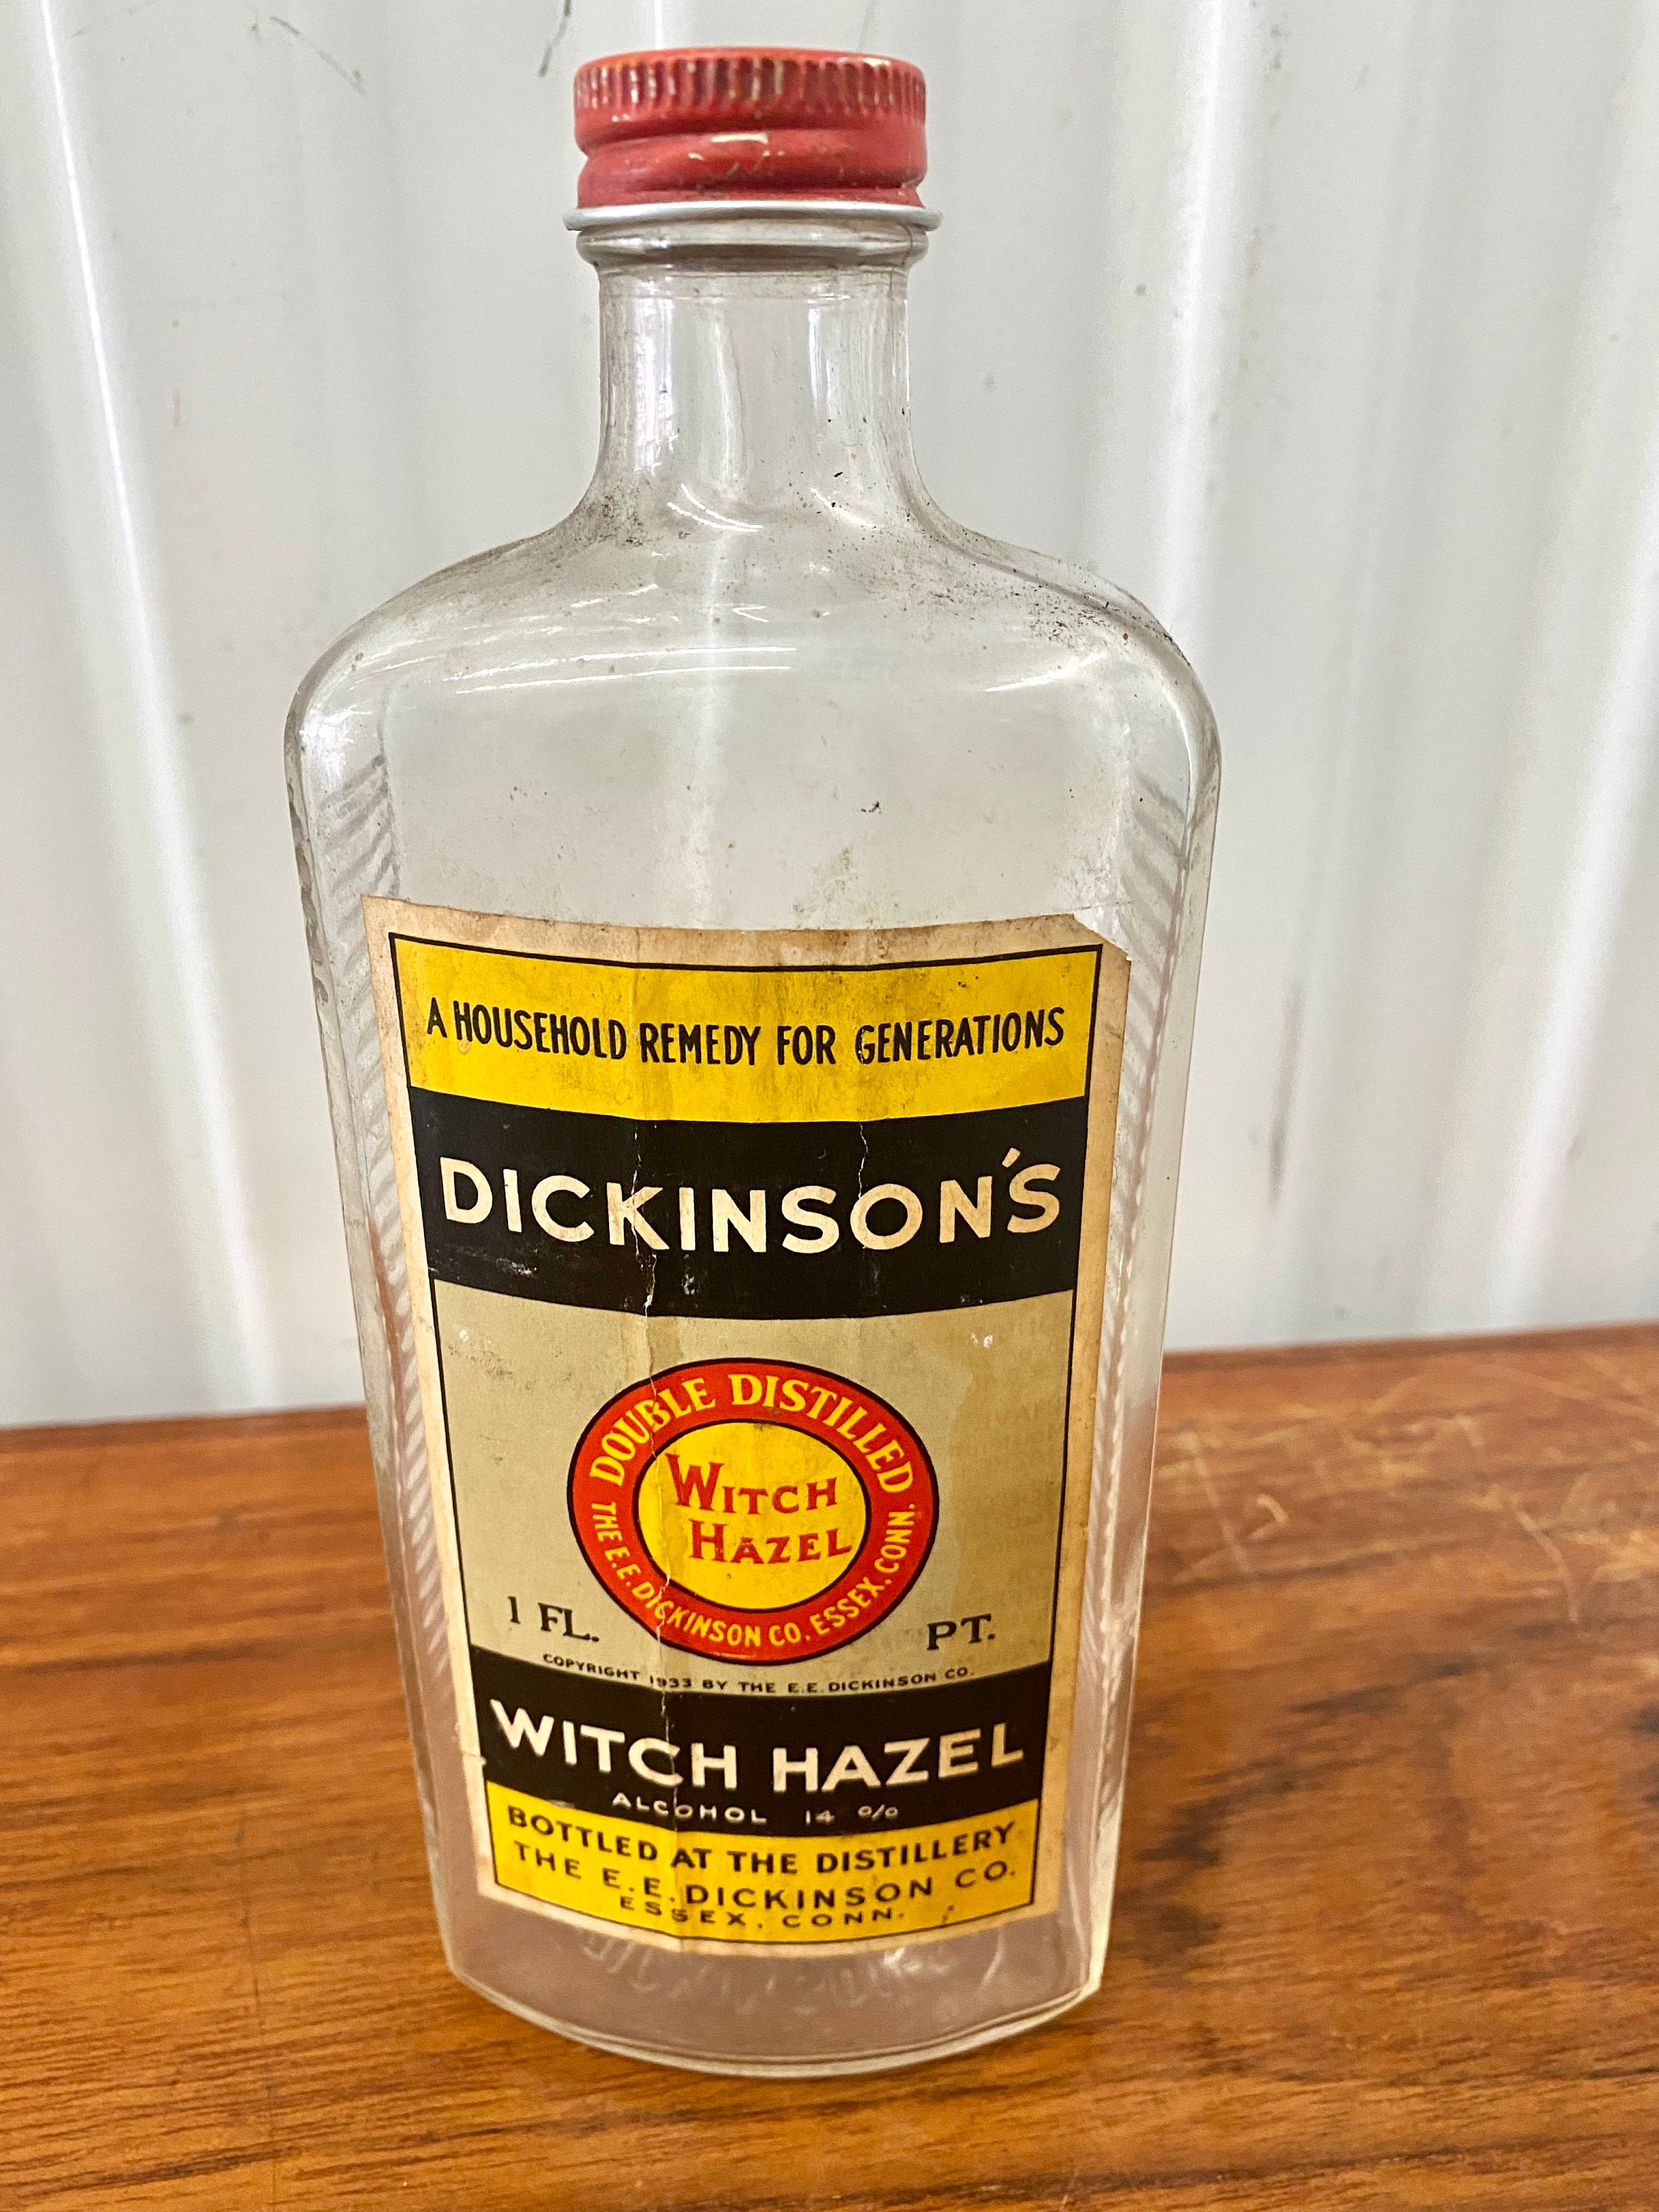 A HOUSEHOLD REMEDY FOR GENERATIONS
DICKINSON'S
DOUBLE DISTILLED
WITCH
HAZEL
THE E.E. DICKINSON CO. ESSEX. CONN.
1 FL. PT.
COPYRIGHT 1933 BY THE E.E. DICKINSON CO.
WITCH HAZEL
ALCOHOL 14 %
BOTTLED AT THE DISTILLERY
THE E.E. DICKINSON CO.
ESSEX, CONN.